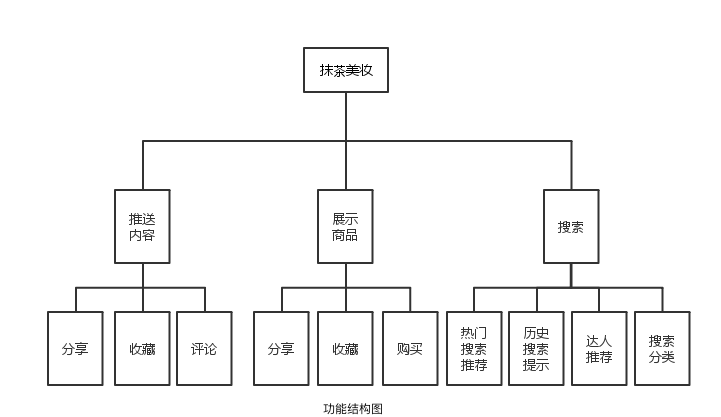 抹茶美妆
推送
内容
展示
商品
搜索
分享
收藏
评论
分享
收藏
购买
热门
搜索
推荐
历史
搜索
提示
达人
推荐
搜索
分类
功能结构图